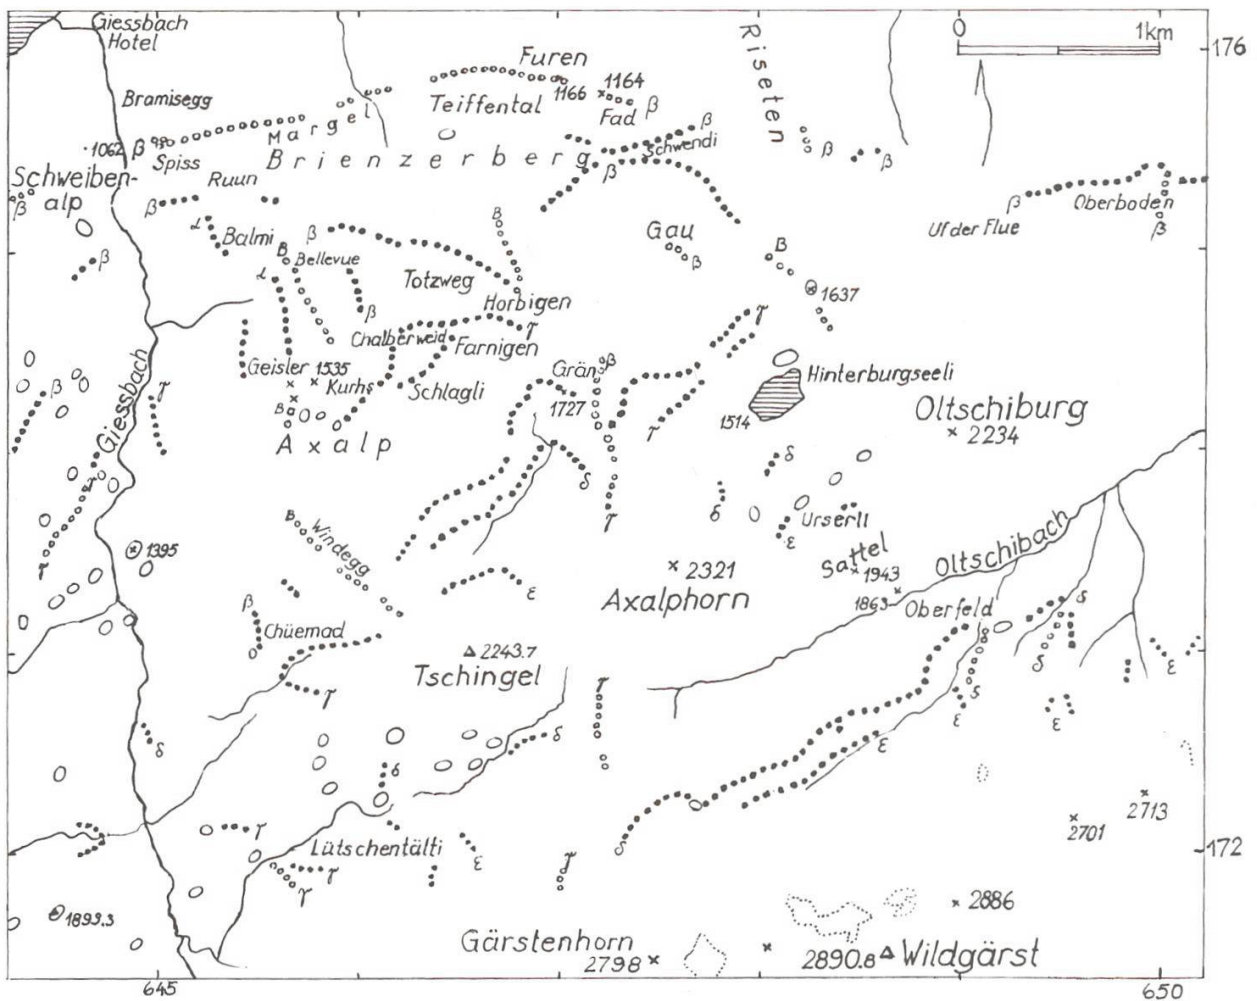 Giessbach
Hotel
0 1km
176
Riseten
Furen
1164
1166
Bramisegg
Teiffental
Fad β
Margel
1062 β
Spiss
Brienzerberg
Schwendi
β
β
β
Schweiben-
alp
Ruun
β
β
β
Oberboden
β
Uf der Flue
β
α
Balmi
β
B
B
Gau
β
B
Bellevue
β
α
Totzweg
1637
β
Horbigen
γ
γ
Chalberweid
Farnigen
Geisler 1535
Kurhs
Schlagli
Grän
β
Hinterburgseeli
β
γ
1727
γ
1514
Oltschiburg
2234
B
Axalp
Giessbach
δ
δ
γ
δ
γ
ε
Urserli
B
Windegg
1395
γ
Sattel
1943
Oltschibach
2321
Axalphorn
1863
Oberfeld
δ
ε
β
Chüemad
2243.7
Tschingel
δ
ε
γ
γ
δ
ε
ε
δ
δ
ε
δ
2713
2701
γ
Lütschentälti
ε
δ
172
γ
γ
γ
1899.3
2886
Gärstenhorn
2798
2890.8
Wildgärst
645
650